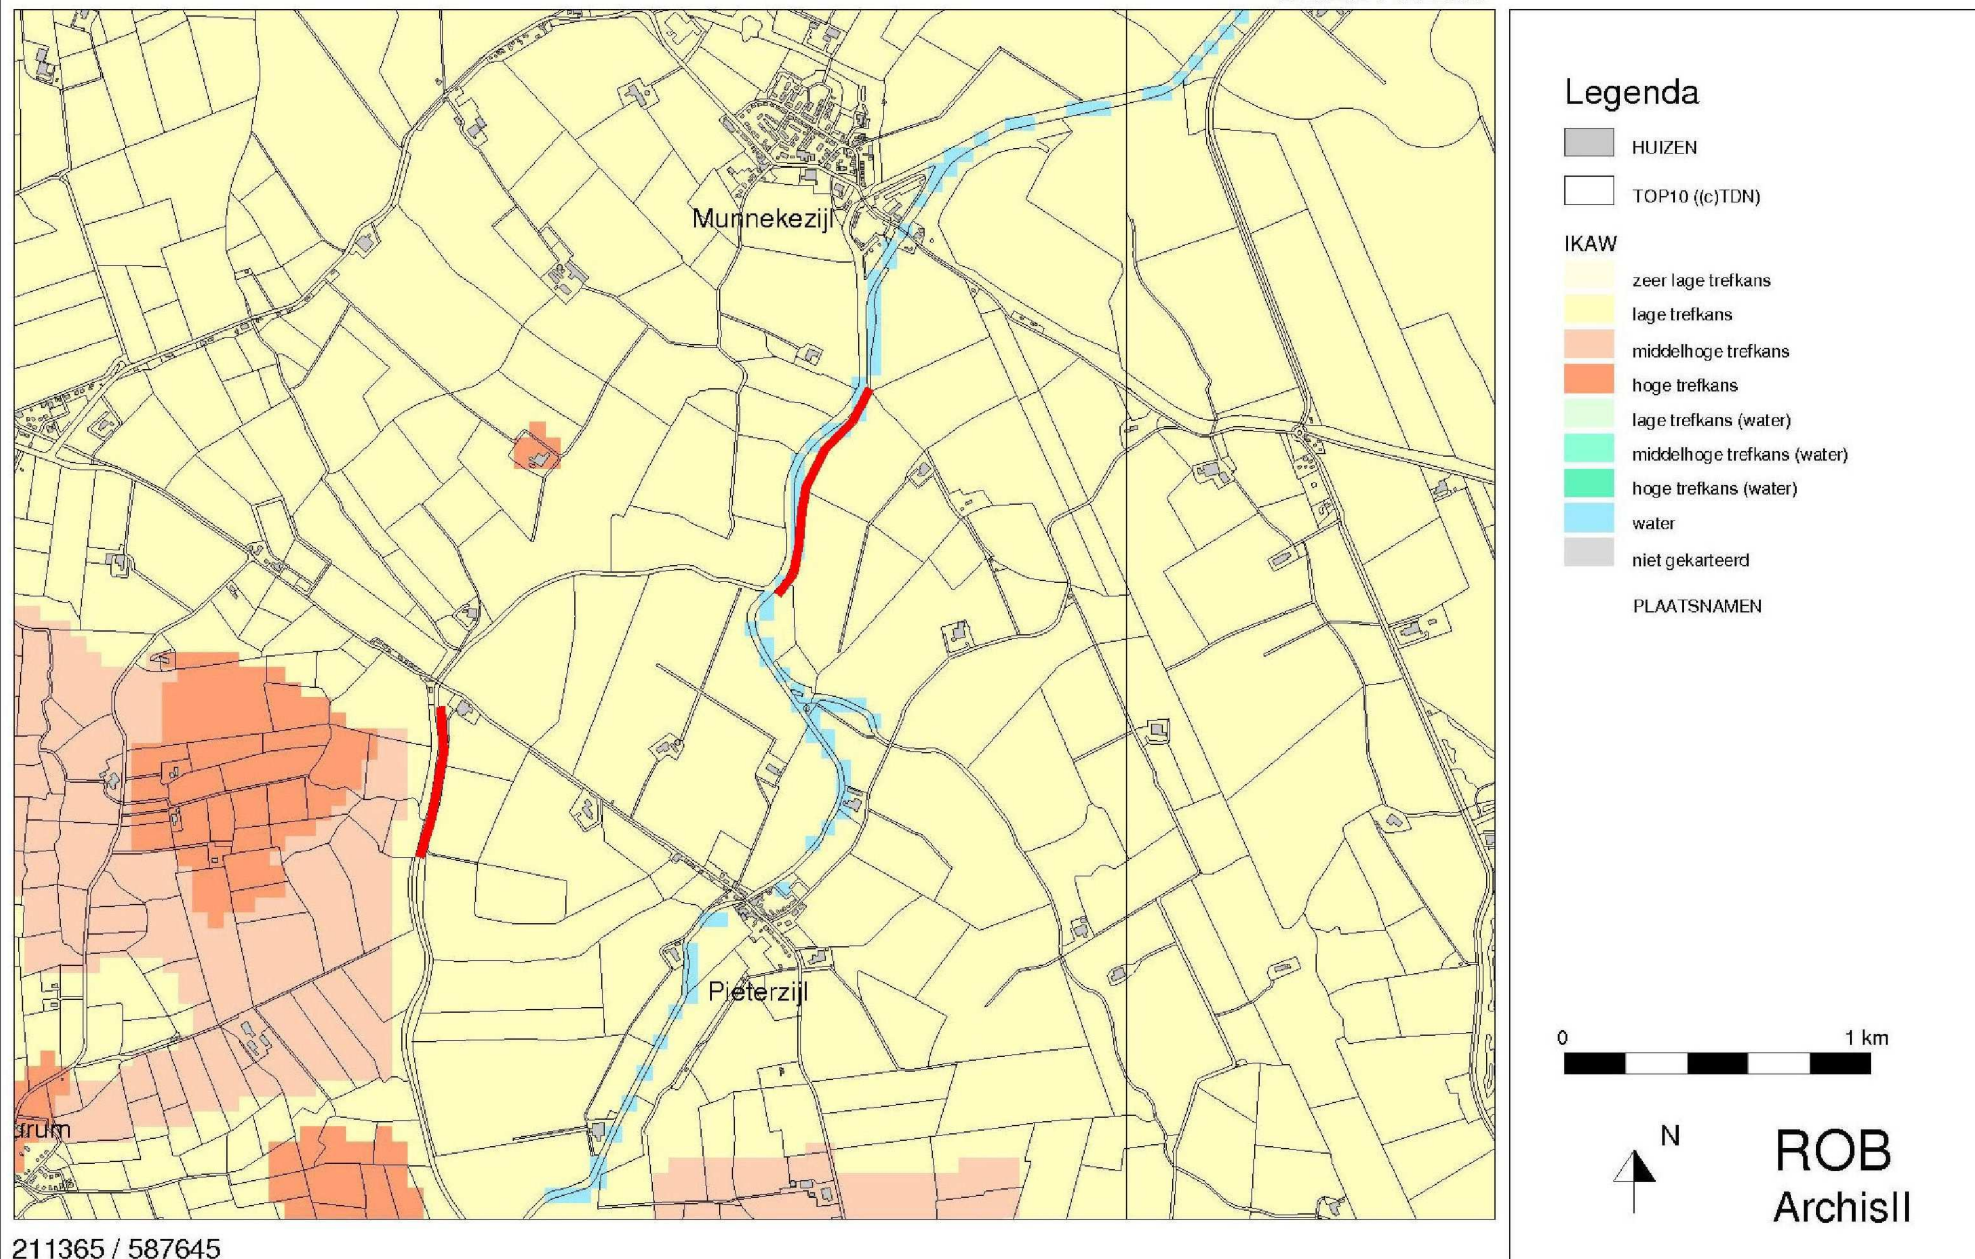 Munnekezijl
Pieterzijl
rum
211365 / 587645
Legenda
HUIZEN
TOP10 ((c)TDN)
IKAW
zeer lage trefkans
lage trefkans
middelhoge trefkans
hoge trefkans
lage trefkans (water)
middelhoge trefkans (water)
hoge trefkans (water)
water
niet gekarteerd
PLAATSNAMEN
0 1 km
N
ROB
ArchisII